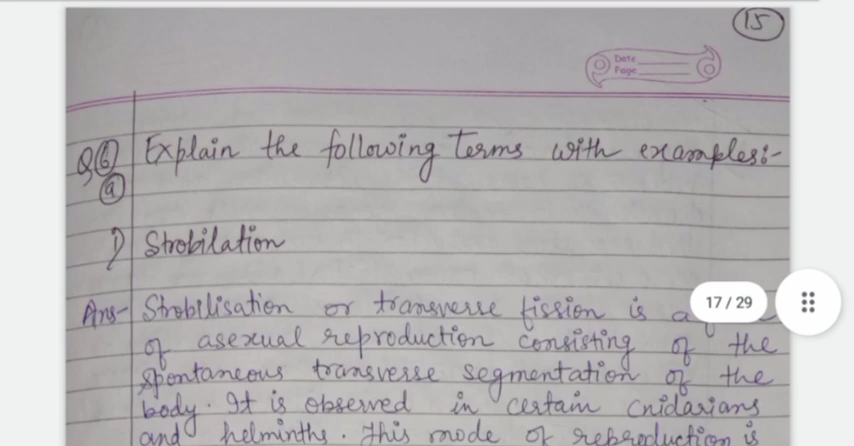 15
Date
Page
Q6 Explain the following terms with examples:-
a
1) Strobilation
Ans- Strobilisation or transverse fission is a
17/29
of asexual reproduction consisting of the
spontaneous transverse segmentation of the
body. It is observed in certain cnidarians
and helminths. This mode of reproduction is